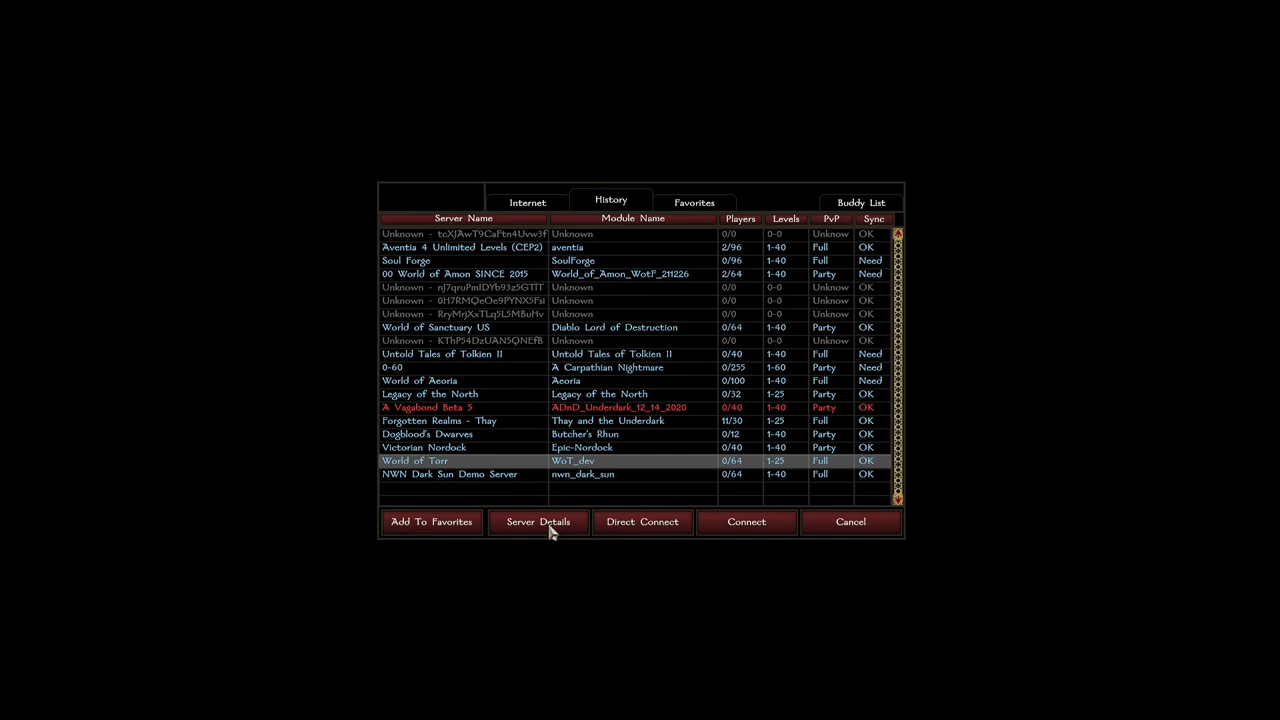 Internet History Favorites Buddy List
Server Name Module Name Players Levels PvP Sync
Unknown - tcXJAwT9CaFtn4Uvw3f Unknown 0/0 0-0 Unknow OK
Aventia 4 Unlimited Levels (CEP2) aventia 2/96 1-40 Full OK
Soul Forge SoulForge 0/96 1-40 Full Need
00 World of Amon SINCE 2015 World_of_Amon_WotF_211226 2/64 1-40 Party Need
Unknown - nJ7qruPmIDYb93z5GTlT Unknown 0/0 0-0 Unknow OK
Unknown - 0H7RMQeOe9PYNX5Fsi Unknown 0/0 0-0 Unknow OK
Unknown - RryMrjXxTLq5L5MBuHv Unknown 0/0 0-0 Unknow OK
World of Sanctuary US Diablo Lord of Destruction 0/64 1-40 Party OK
Unknown - KThP54DzUAN5QNEfB Unknown 0/0 0-0 Unknow OK
Untold Tales of Tolkien II Untold Tales of Tolkien II 0/40 1-40 Full Need
0-60 A Carpathian Nightmare 0/255 1-60 Party Need
World of Aeoria Aeoria 0/100 1-40 Full Need
Legacy of the North Legacy of the North 0/32 1-25 Party OK
A Vagabond Beta 5 ADnD_Underdark_12_14_2020 0/40 1-40 Party OK
Forgotten Realms - Thay Thay and the Underdark 11/30 1-25 Full OK
Dogblood's Dwarves Butcher's Rhun 0/12 1-40 Party OK
Victorian Nordock Epic-Nordock 0/40 1-40 Party OK
World of Torr WoT_dev 0/64 1-25 Full OK
NWN Dark Sun Demo Server nwn_dark_sun 0/64 1-40 Full OK
Add To Favorites Server Details Direct Connect Connect Cancel